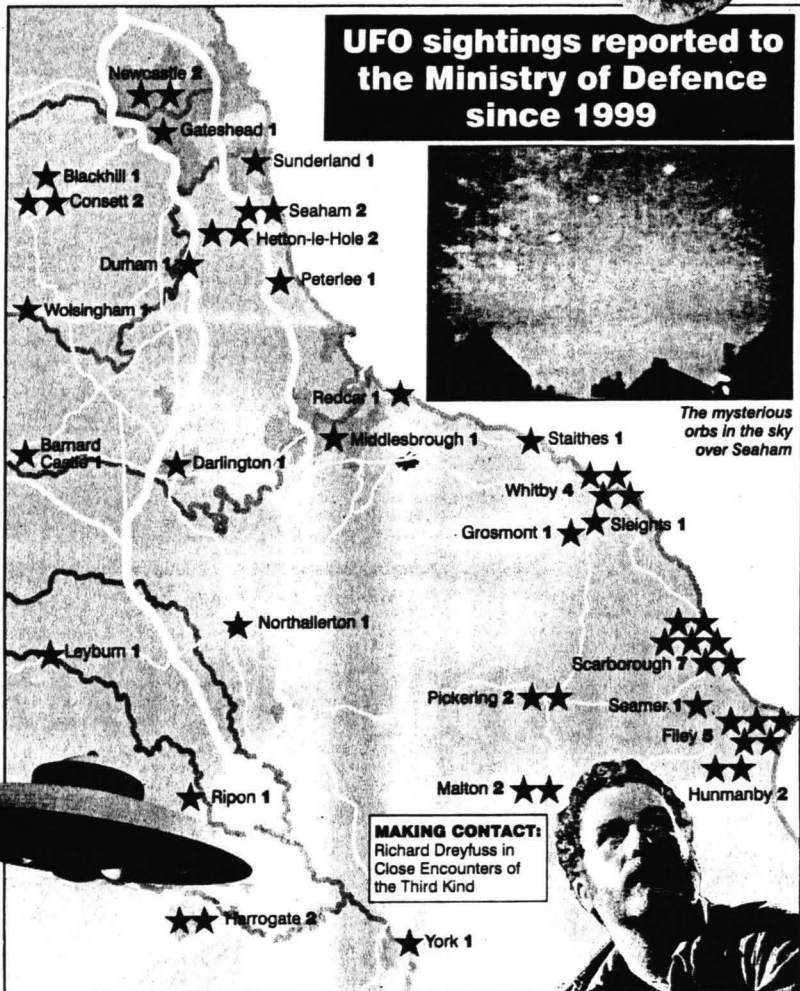 UFO sightings reported to
the Ministry of Defence
since 1999
Newcastle 2
Gateshead 1
Sunderland 1
Blackhill 1
Consett 2
Seaham 2
Hetton-le-Hole 2
Durham 1
Peterlee 1
Wolsingham 1
Redcar 1
The mysterious
orbs in the sky
over Seaham
Barnard
Castle 1
Darlington 1
Middlesbrough 1
Staithes 1
Whitby 4
Grosmont 1
Sleights 1
Northallerton 1
Leyburn 1
Scarborough 7
Pickering 2
Seamer 1
Filey 5
Malton 2
Hunmanby 2
Ripon 1
MAKING CONTACT:
Richard Dreyfuss in
Close Encounters of
the Third Kind
Harrogate 2
York 1